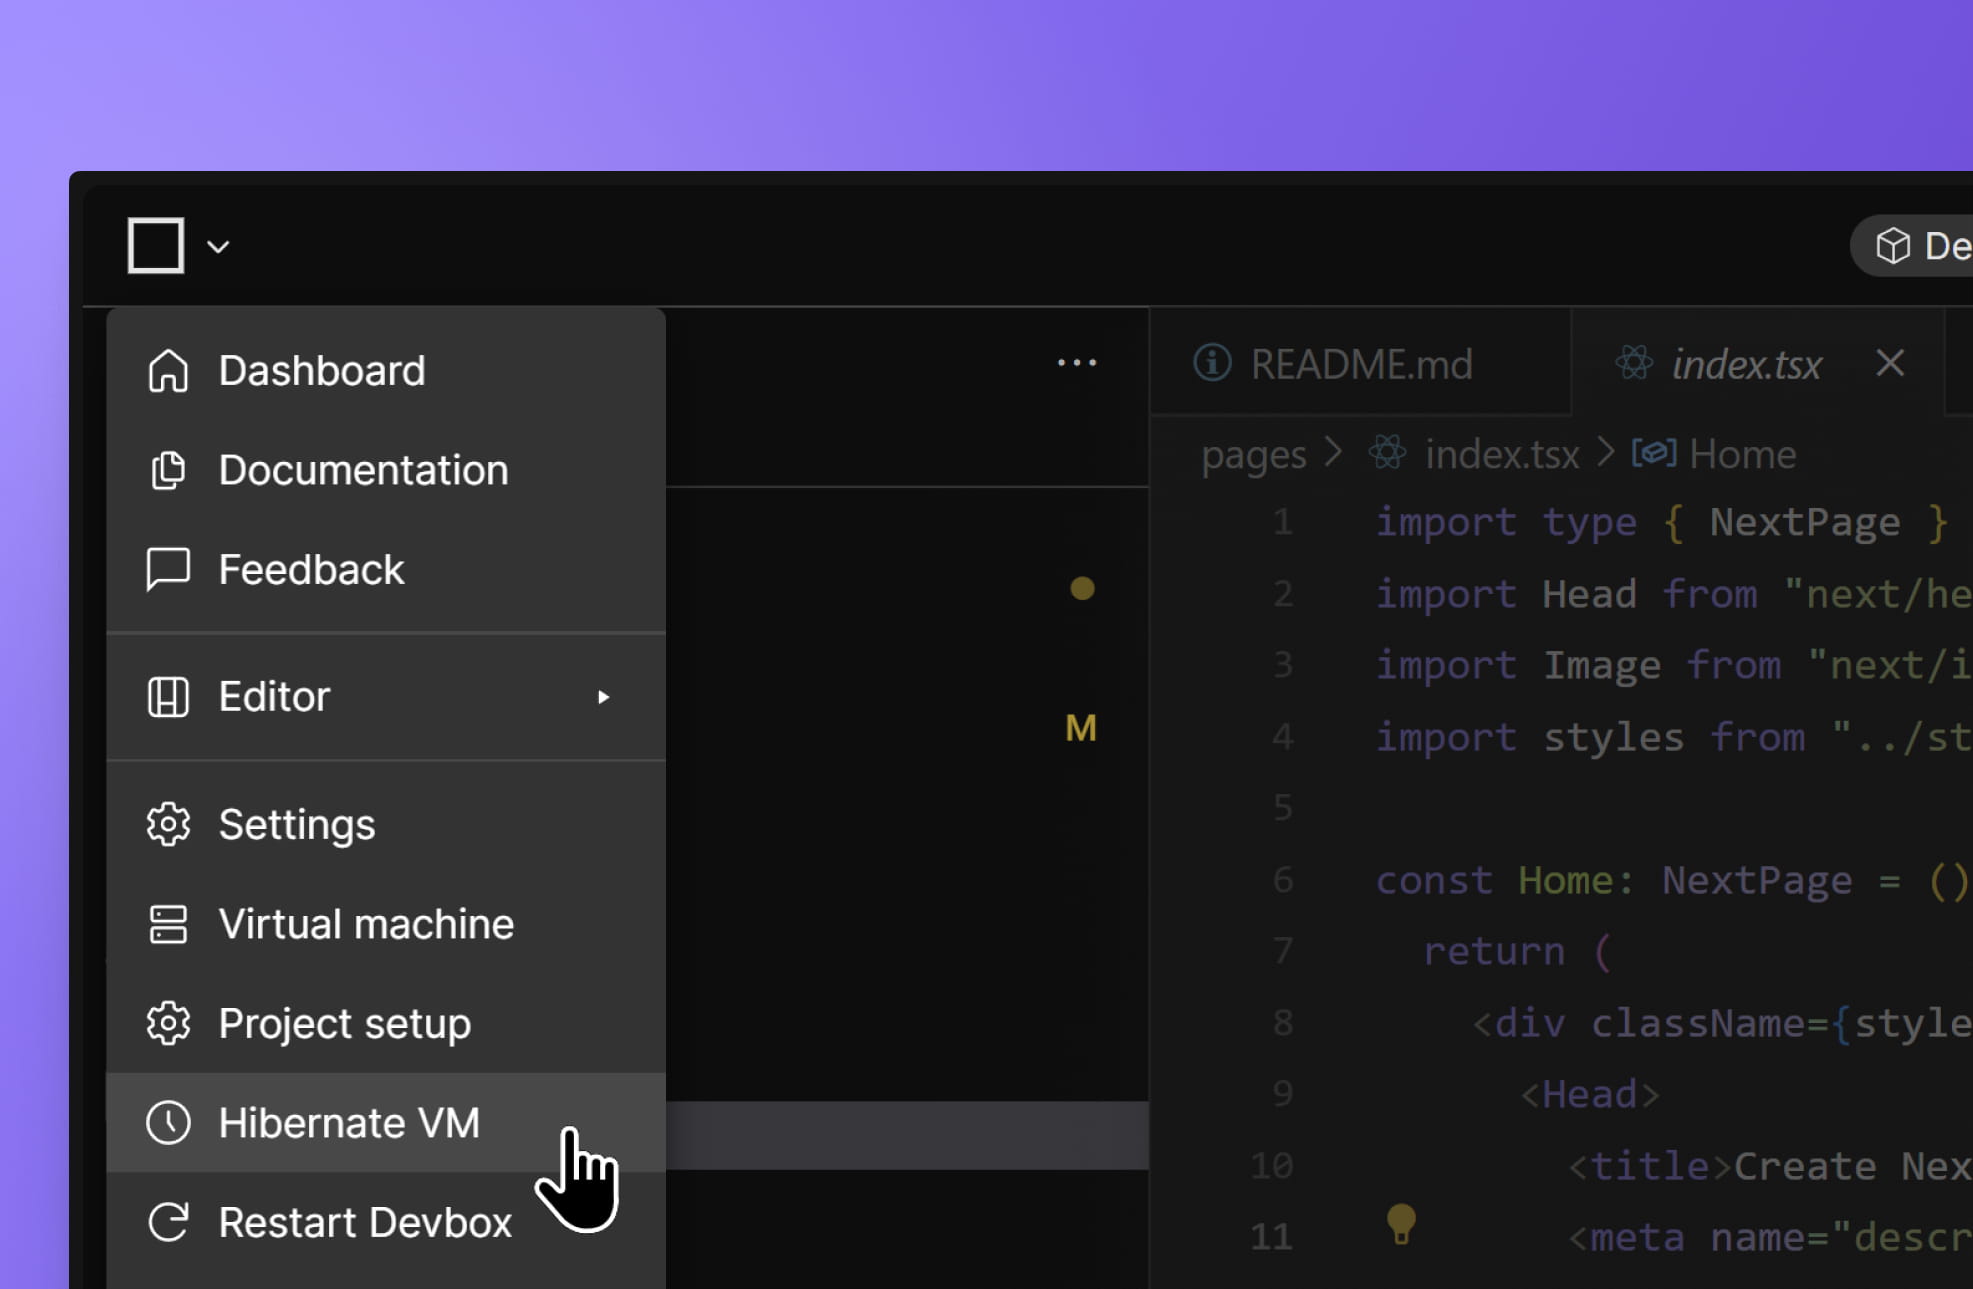 De
Dashboard
Documentation
Feedback
Editor
Settings
Virtual machine
Project setup
Hibernate VM
Restart Devbox
M
README.md
index.tsx
pages > index.tsx > Home
1 import type { NextPage }
2 import Head from "next/he
3 import Image from "next/i
4 import styles from "../st
5
6 const Home: NextPage = ()
7 return (
8 <div className={style
9 <Head>
10 <title>Create Nex
11 <meta name="descr